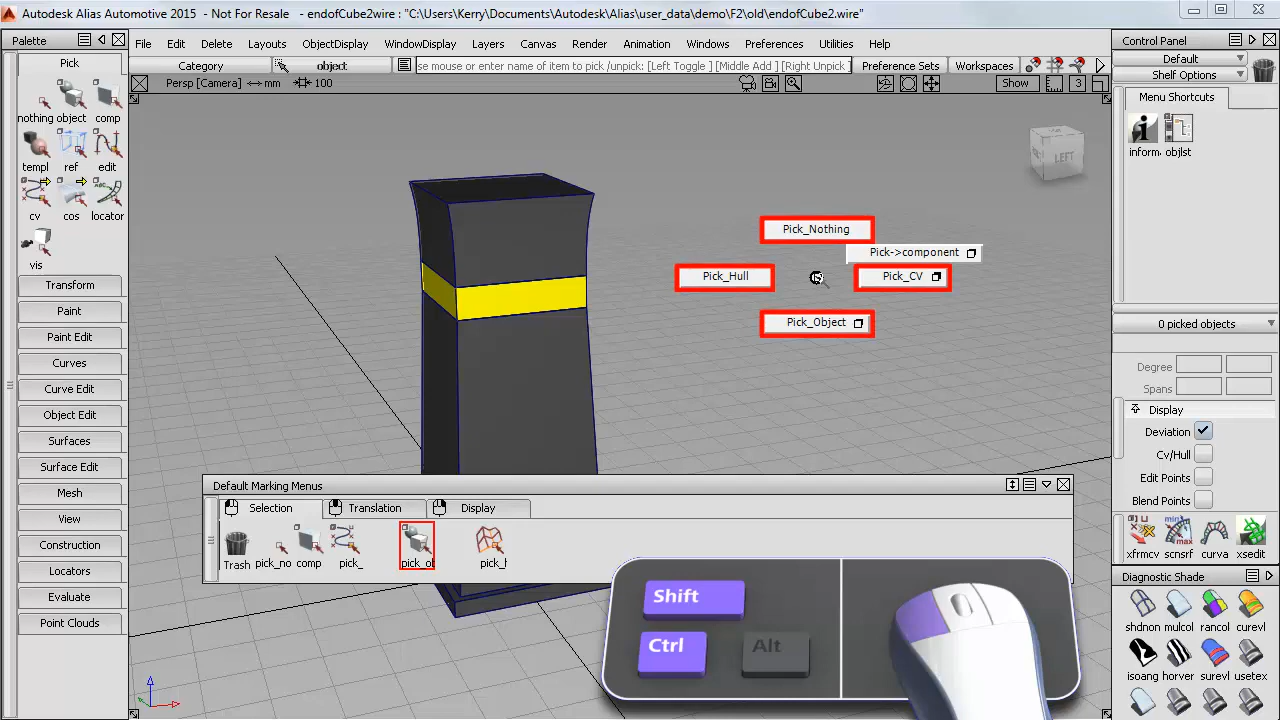 Autodesk Alias Automotive 2015 - Not For Resale - endofCube2wire : "C:\Users\Kerry\Documents\Autodesk\Alias\user_data\demo\F2\old\endofCube2.wire"
Palette
File Edit Delete Layouts ObjectDisplay WindowDisplay Layers Canvas Render Animation Windows Preferences Utilities Help
Control Panel
Default
Shelf Options
Pick
Category object se mouse or enter name of item to pick /unpick: [Left Toggle ] [Middle Add ] [Right Unpick ] Preference Sets Workspaces
Persp [Camera] mm 100 Show 3
Menu Shortcuts
nothing object comp
inform. objlst
templ ref edit
LEFT
cv cos locator
vis
Pick_Nothing
Pick->component
Pick_Hull Pick_CV
Pick_Object
Transform
Paint
Paint Edit
Curves
Curve Edit
Object Edit
Surfaces
Surface Edit
Mesh
View
Construction
Locators
Evaluate
Point Clouds
0 picked objects
Degree
Spans
Display
Deviation
Cv/Hull
Edit Points
Blend Points
xfrmcv scnsrf curva xsedit
Default Marking Menus
Selection Translation Display
Trash pick_no comp pick_ pick_ol pick_l
Shift
Ctrl Alt
Diagnostic Shade
shdnon mulcol rancol curevl
isoang horver surevl usetex